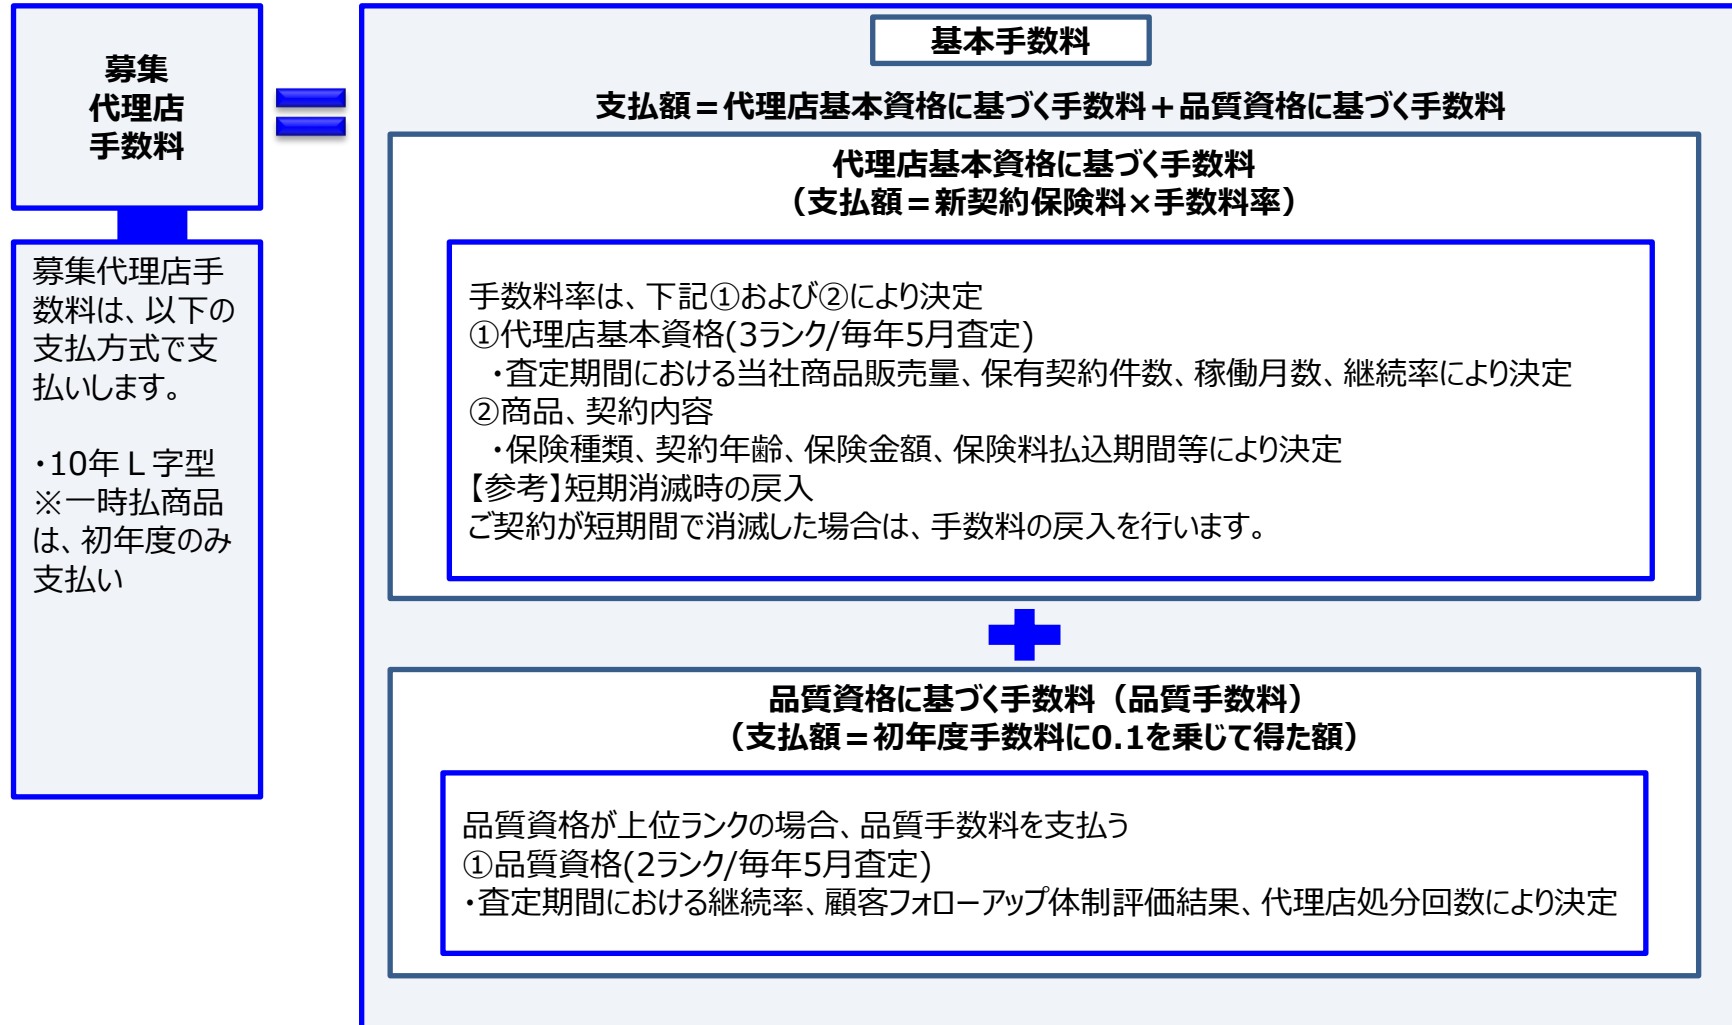 募集
代理店
手数料
募集代理店手
数料は、以下の
支払方式で支
払いします。
・10年Ｌ字型
※一時払商品
は、初年度のみ
支払い
基本手数料
支払額＝代理店基本資格に基づく手数料＋品質資格に基づく手数料
代理店基本資格に基づく手数料
（支払額＝新契約保険料×手数料率）
手数料率は、下記①および②により決定
①代理店基本資格(3ランク/毎年5月査定)
・査定期間における当社商品販売量、保有契約件数、稼働月数、継続率により決定
②商品、契約内容
・保険種類、契約年齢、保険金額、保険料払込期間等により決定
【参考】短期消滅時の戻入
ご契約が短期間で消滅した場合は、手数料の戻入を行います。
品質資格に基づく手数料（品質手数料）
（支払額＝初年度手数料に0.1を乗じて得た額）
品質資格が上位ランクの場合、品質手数料を支払う
①品質資格(2ランク/毎年5月査定)
・査定期間における継続率、顧客フォローアップ体制評価結果、代理店処分回数により決定